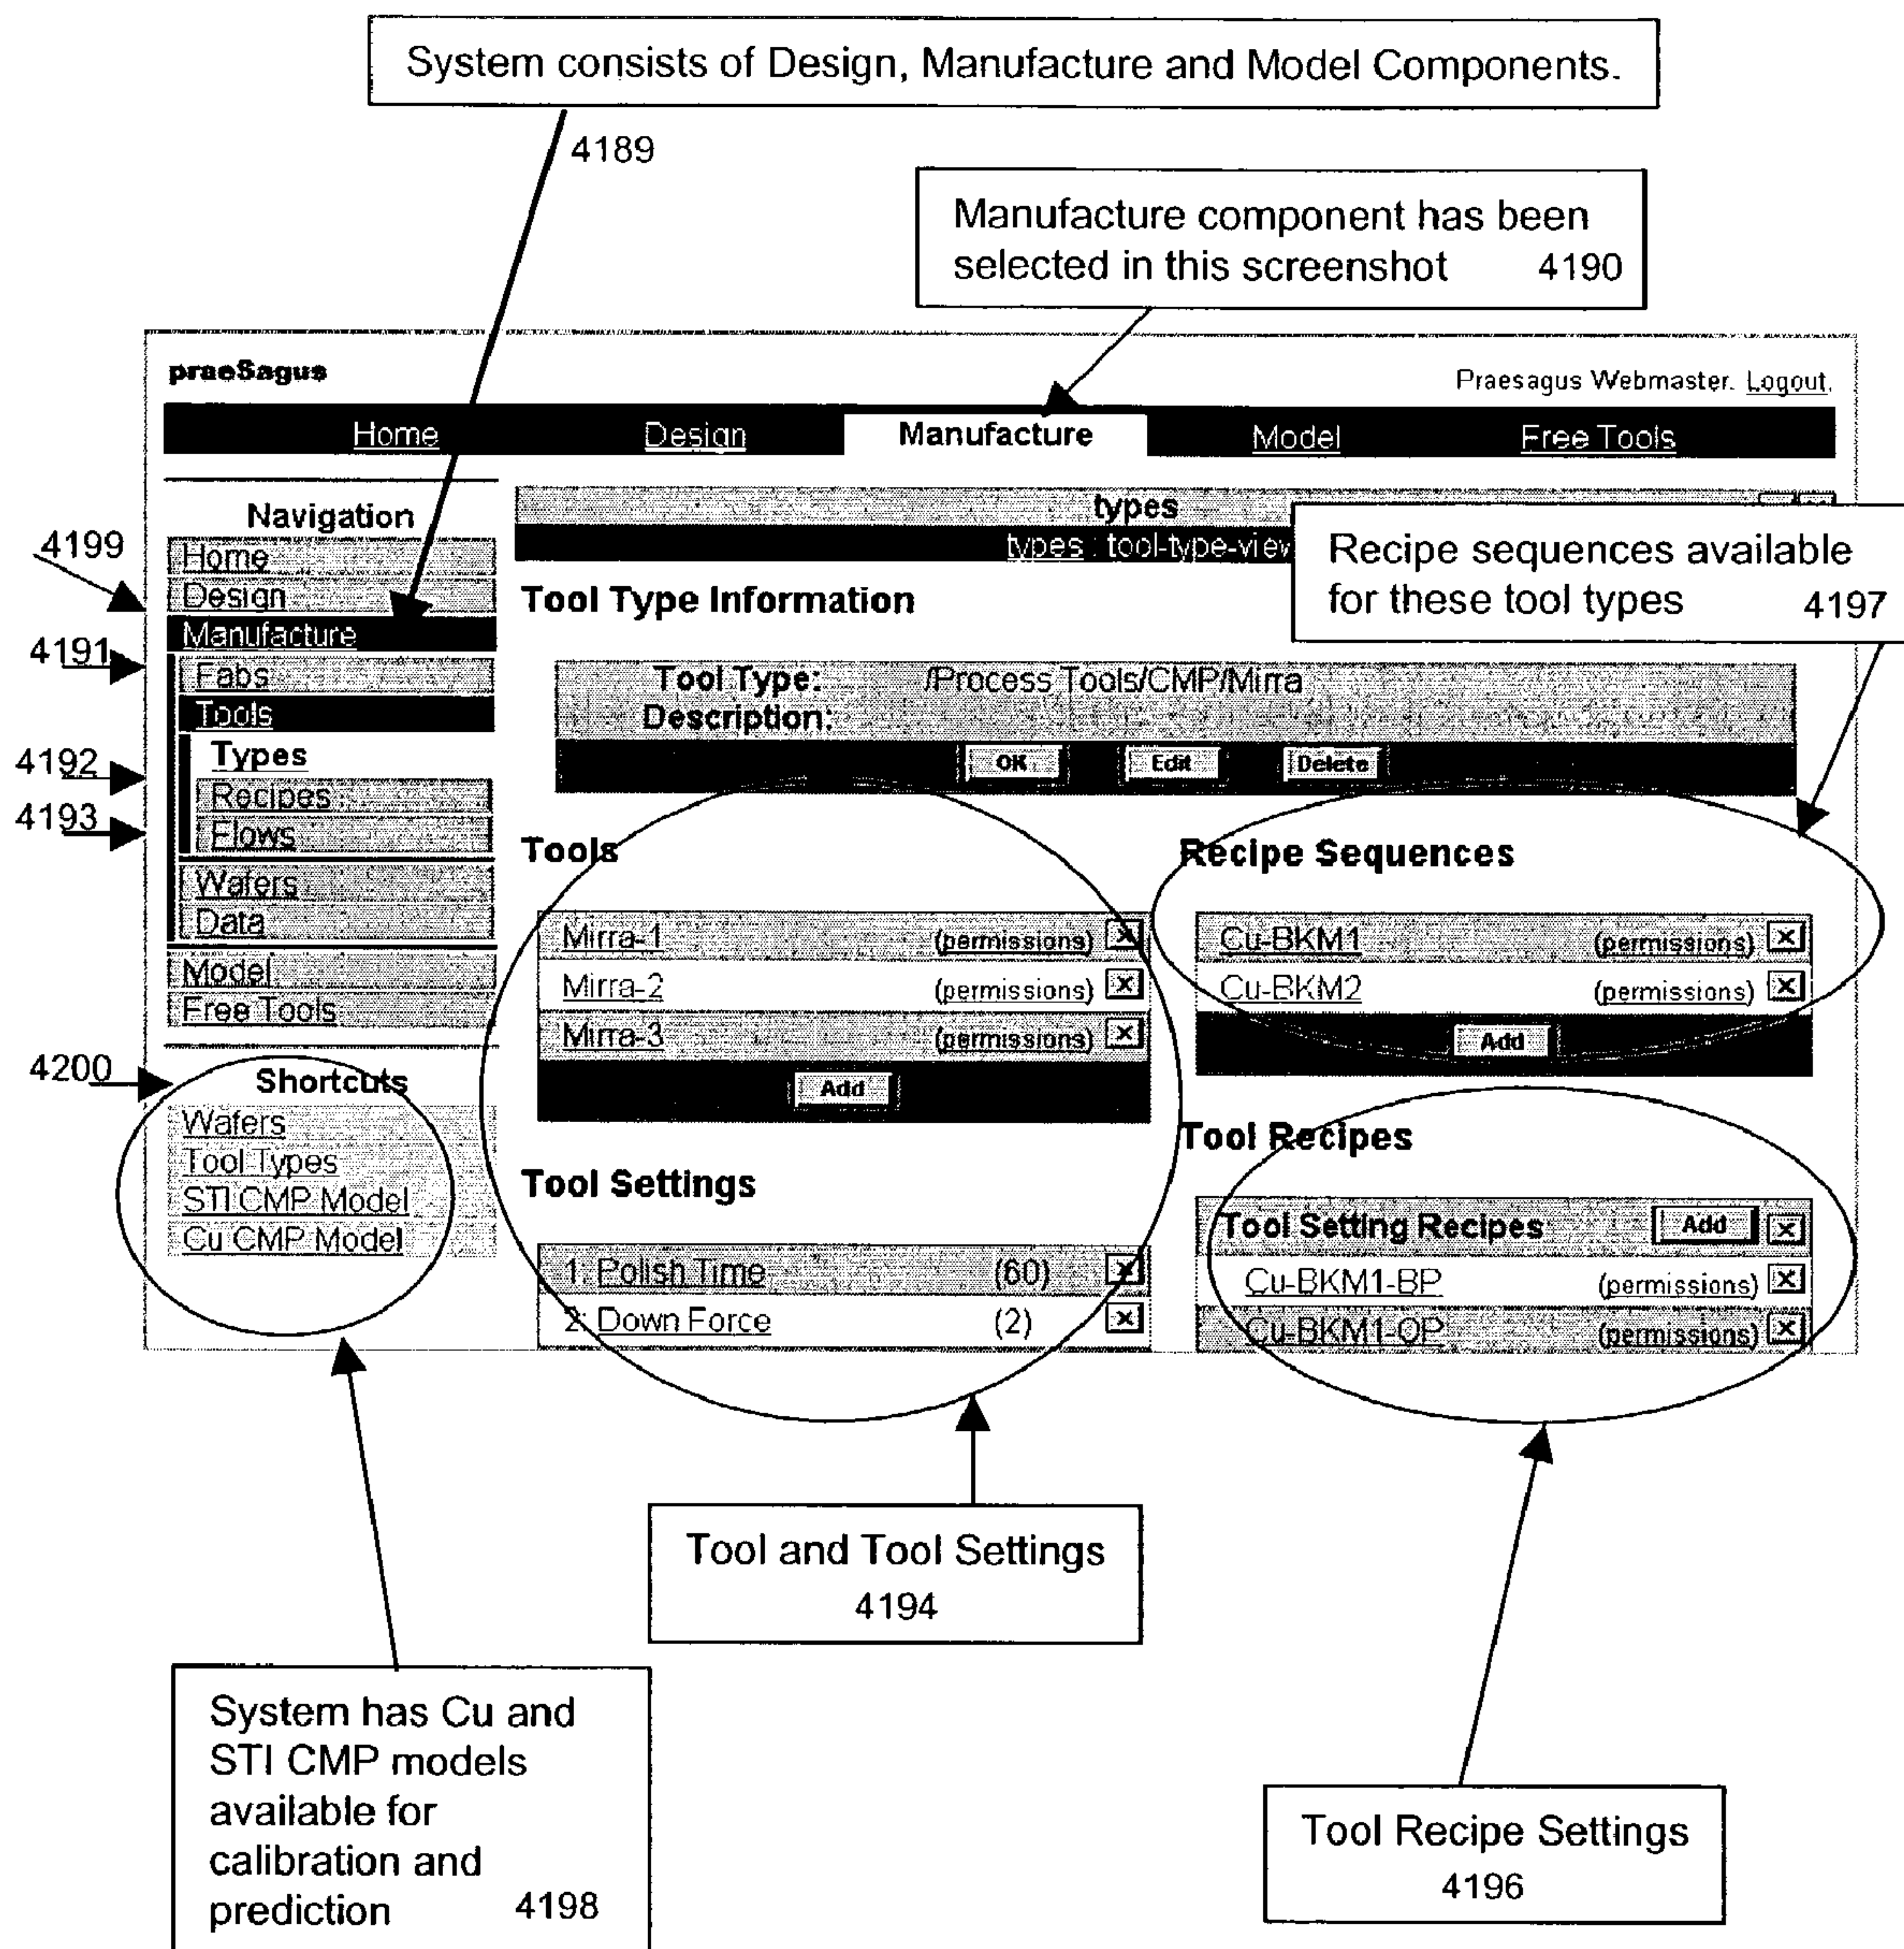 System consists of Design, Manufacture and Model Components.
4189
Manufacture component has been
selected in this screenshot 4190
praeSagus
Praesagus Webmaster. Logout.
Home Design Manufacture Model Free Tools
Navigation
Home
Design
Manufacture
Fabs
Tools
Types
Recipes
Flows
Wafers
Data
Model
Free Tools
4199
4191
4192
4193
4200
Shortcuts
Wafers
Tool Types
STI CMP Model
Cu CMP Model
types
types : tool-type-view
Recipe sequences available
for these tool types 4197
Tool Type Information
Tool Type: /Process Tools/CMP/Mirra
Description:
OK Edit Delete
Tools
Mirra-1 (permissions) X
Mirra-2 (permissions) X
Mirra-3 (permissions) X
Add
Tool Settings
1: Polish Time (60) X
2: Down Force (2) X
Recipe Sequences
Cu-BKM1 (permissions) X
Cu-BKM2 (permissions) X
Add
Tool Recipes
Tool Setting Recipes Add X
Cu-BKM1-BP (permissions) X
Cu-BKM1-OP (permissions) X
Tool and Tool Settings
4194
System has Cu and
STI CMP models
available for
calibration and
prediction 4198
Tool Recipe Settings
4196